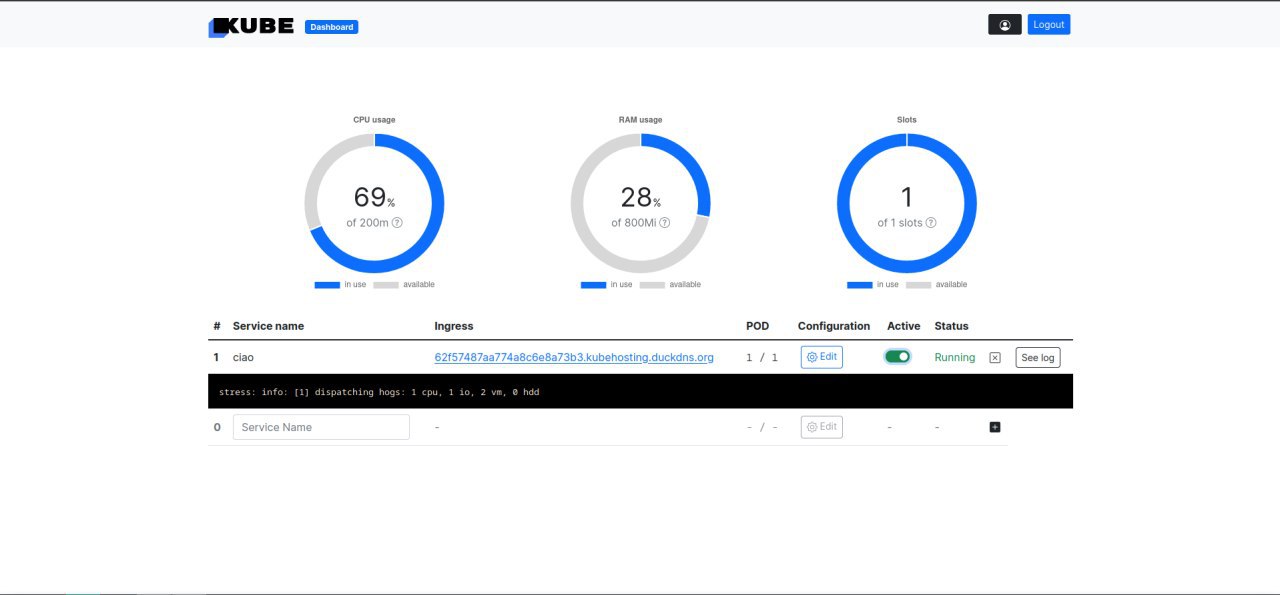 KUBE Dashboard
Logout
CPU usage
RAM usage
Slots
69%
of 200m ?
28%
of 800Mi ?
1
of 1 slots ?
in use available
in use available
in use available
# Service name Ingress POD Configuration Active Status
1 ciao 62f57487aa774a8c6e8a73b3.kubehosting.duckdns.org 1 / 1 Edit Running See log
stress: info: [1] dispatching hogs: 1 cpu, 1 io, 2 vm, 0 hdd
0 Service Name - - / - Edit - -